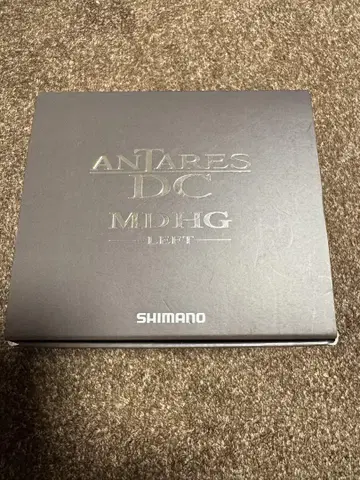 ANTARES
DC
MDHG
LEFT
SHIMANO